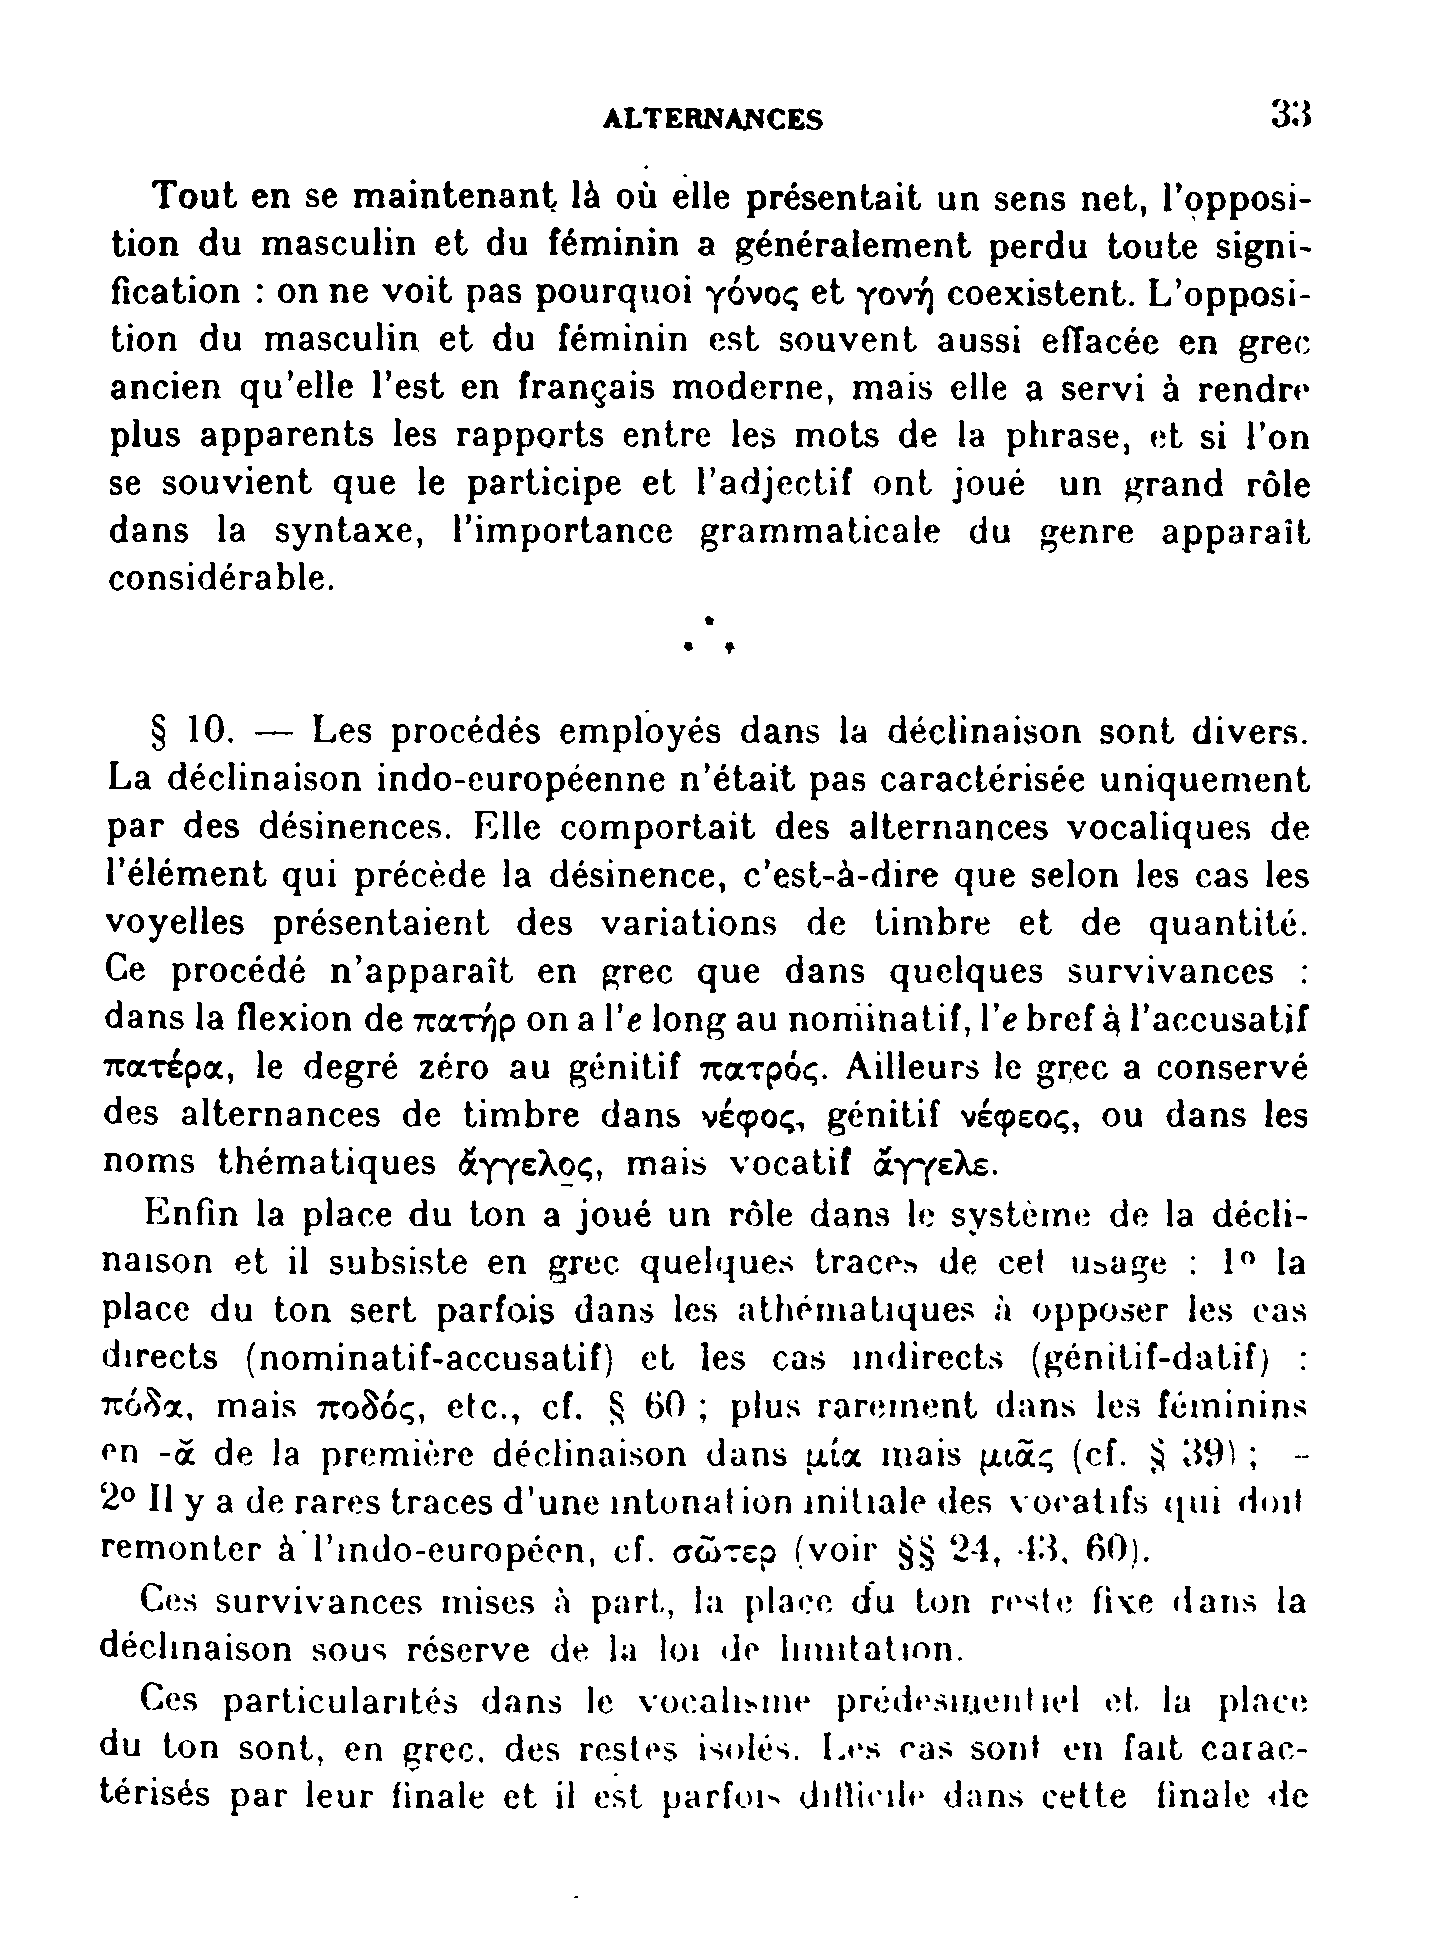 ALTERNANCES 33
Tout en se maintenant là où elle présentait un sens net, l'opposi-
tion du masculin et du féminin a généralement perdu toute signi-
fication : on ne voit pas pourquoi γόνος et γονή coexistent. L'opposi-
tion du masculin et du féminin est souvent aussi effacée en grec
ancien qu'elle l'est en français moderne, mais elle a servi à rendre
plus apparents les rapports entre les mots de la phrase, et si l'on
se souvient que le participe et l'adjectif ont joué un grand rôle
dans la syntaxe, l'importance grammaticale du genre apparaît
considérable.
§ 10. — Les procédés employés dans la déclinaison sont divers.
La déclinaison indo-européenne n'était pas caractérisée uniquement
par des désinences. Elle comportait des alternances vocaliques de
l'élément qui précède la désinence, c'est-à-dire que selon les cas les
voyelles présentaient des variations de timbre et de quantité.
Ce procédé n'apparaît en grec que dans quelques survivances :
dans la flexion de πατήρ on a l'e long au nominatif, l'e bref à l'accusatif
πατέρα, le degré zéro au génitif πατρός. Ailleurs le grec a conservé
des alternances de timbre dans νέφος, génitif νέφεος, ou dans les
noms thématiques ἄγγελος, mais vocatif ἄγγελε.
Enfin la place du ton a joué un rôle dans le système de la décli-
naison et il subsiste en grec quelques traces de cet usage : 1º la
place du ton sert parfois dans les athématiques à opposer les cas
directs (nominatif-accusatif) et les cas indirects (génitif-datif) :
πόδα, mais ποδός, etc., cf. § 60 ; plus rarement dans les féminins
en -ᾰ de la première déclinaison dans μία mais μιᾶς (cf. § 39) ; -
2º Il y a de rares traces d'une intonation initiale des vocatifs qui doit
remonter à l'indo-européen, cf. σῶτερ (voir §§ 24, 43, 60).
Ces survivances mises à part, la place du ton reste fixe dans la
déclinaison sous réserve de la loi de limitation.
Ces particularités dans le vocalisme prédésinentiel et la place
du ton sont, en grec, des restes isolés. Les cas sont en fait carac-
térisés par leur finale et il est parfois difficile dans cette finale de